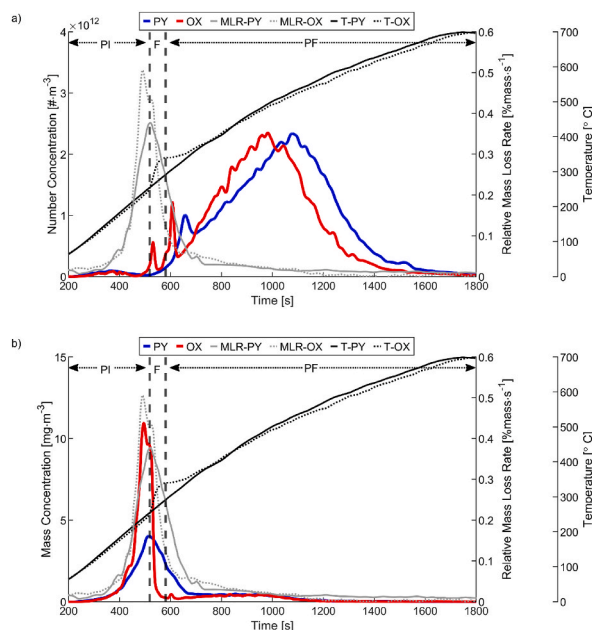 a)
PY OX MLR-PY MLR-OX T-PY T-OX
×10^12
PI F PF
4
3
2
1
0
Number Concentration [#·m-3]
0.6
0.5
0.4
0.3
0.2
0.1
0.0
Relative Mass Loss Rate [%mass·s-1]
700
600
500
400
300
200
100
0
Temperature [° C]
200 400 600 800 1000 1200 1400 1600 1800
Time [s]
b)
PY OX MLR-PY MLR-OX T-PY T-OX
PI F PF
15
10
5
0
Mass Concentration [mg·m-3]
0.6
0.5
0.4
0.3
0.2
0.1
0.0
Relative Mass Loss Rate [%mass·s-1]
700
600
500
400
300
200
100
0
Temperature [° C]
200 400 600 800 1000 1200 1400 1600 1800
Time [s]